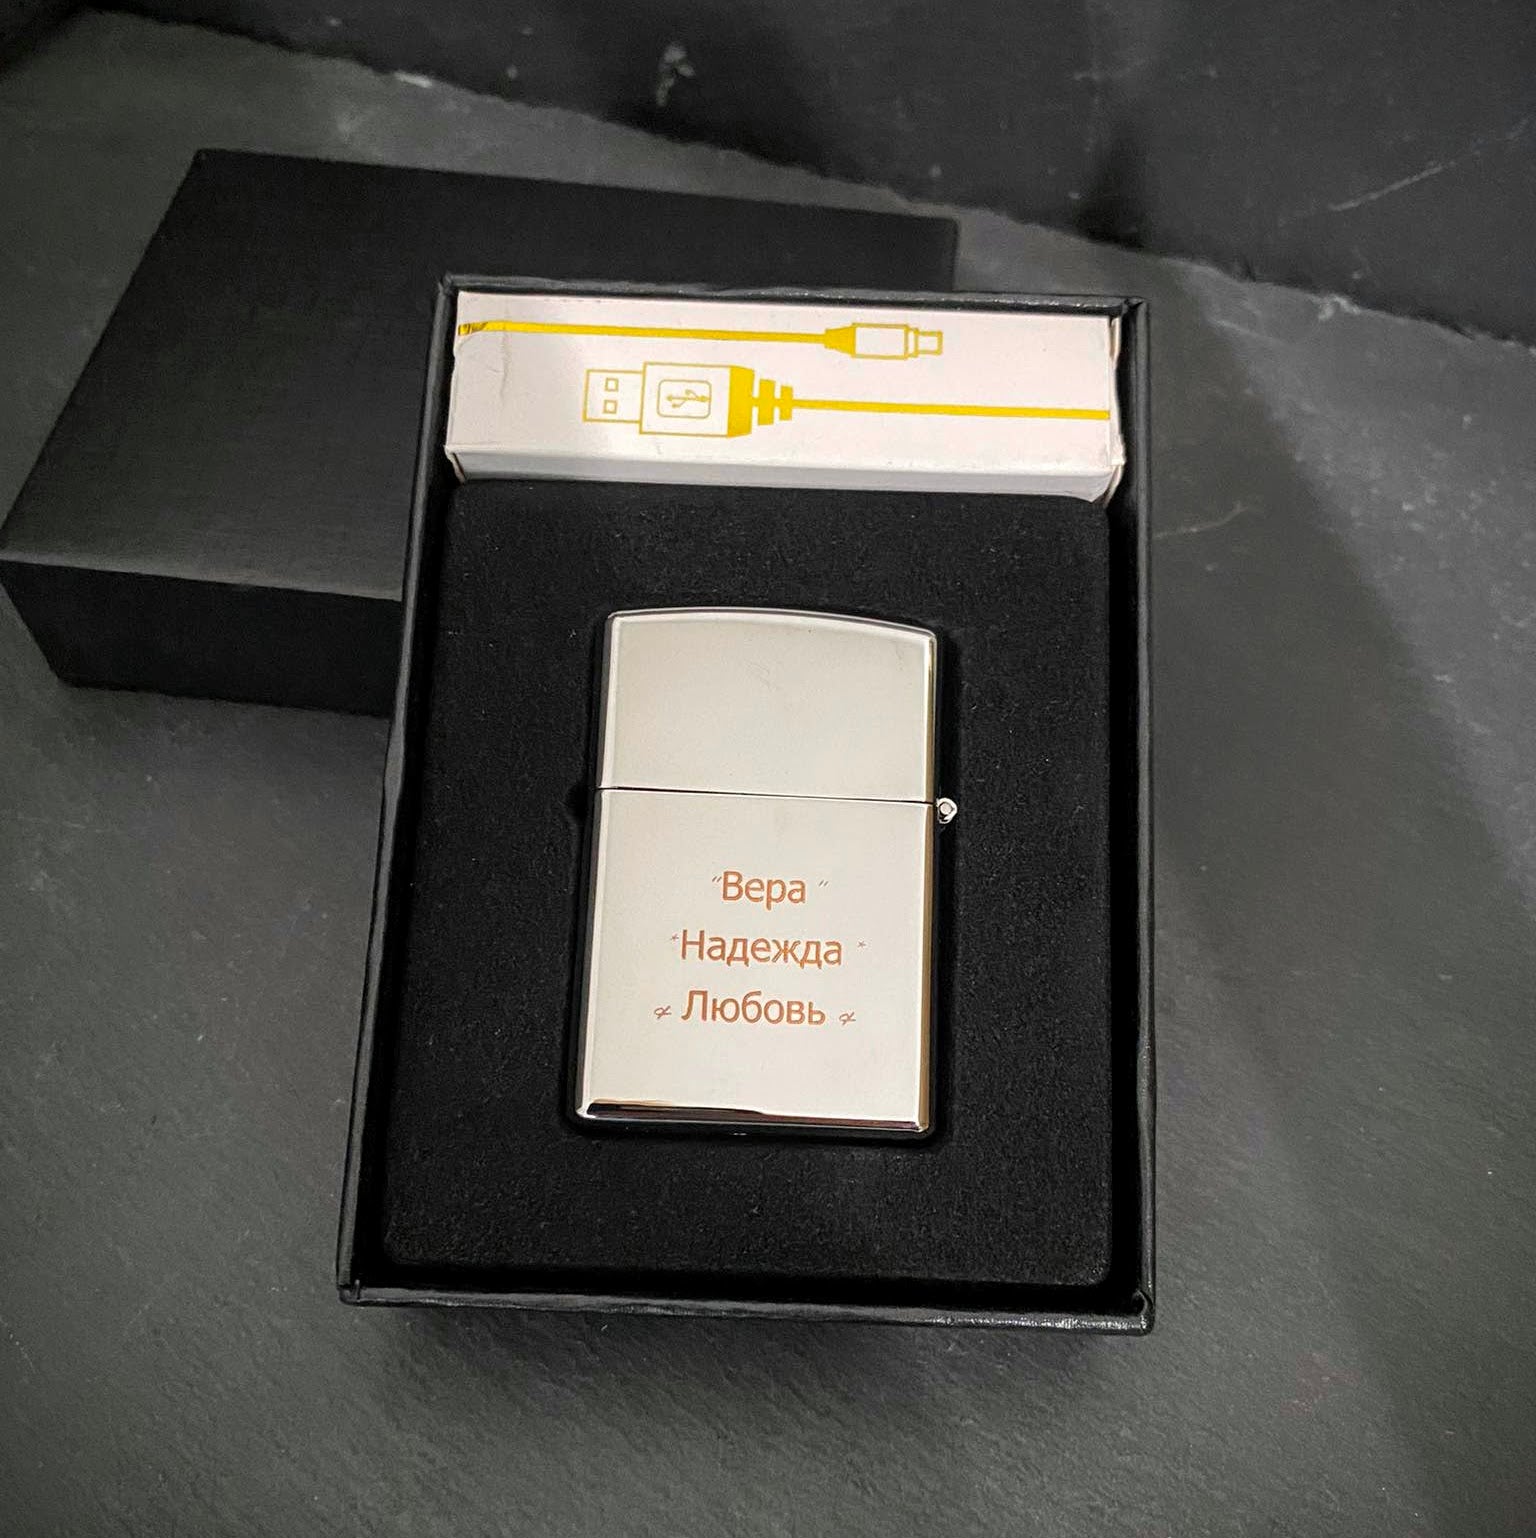 "Вера "
*Надежда *
Любовь